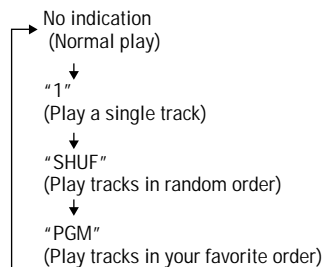 No indication
(Normal play)
“1”
(Play a single track)
“SHUF”
(Play tracks in random order)
“PGM”
(Play tracks in your favorite order)